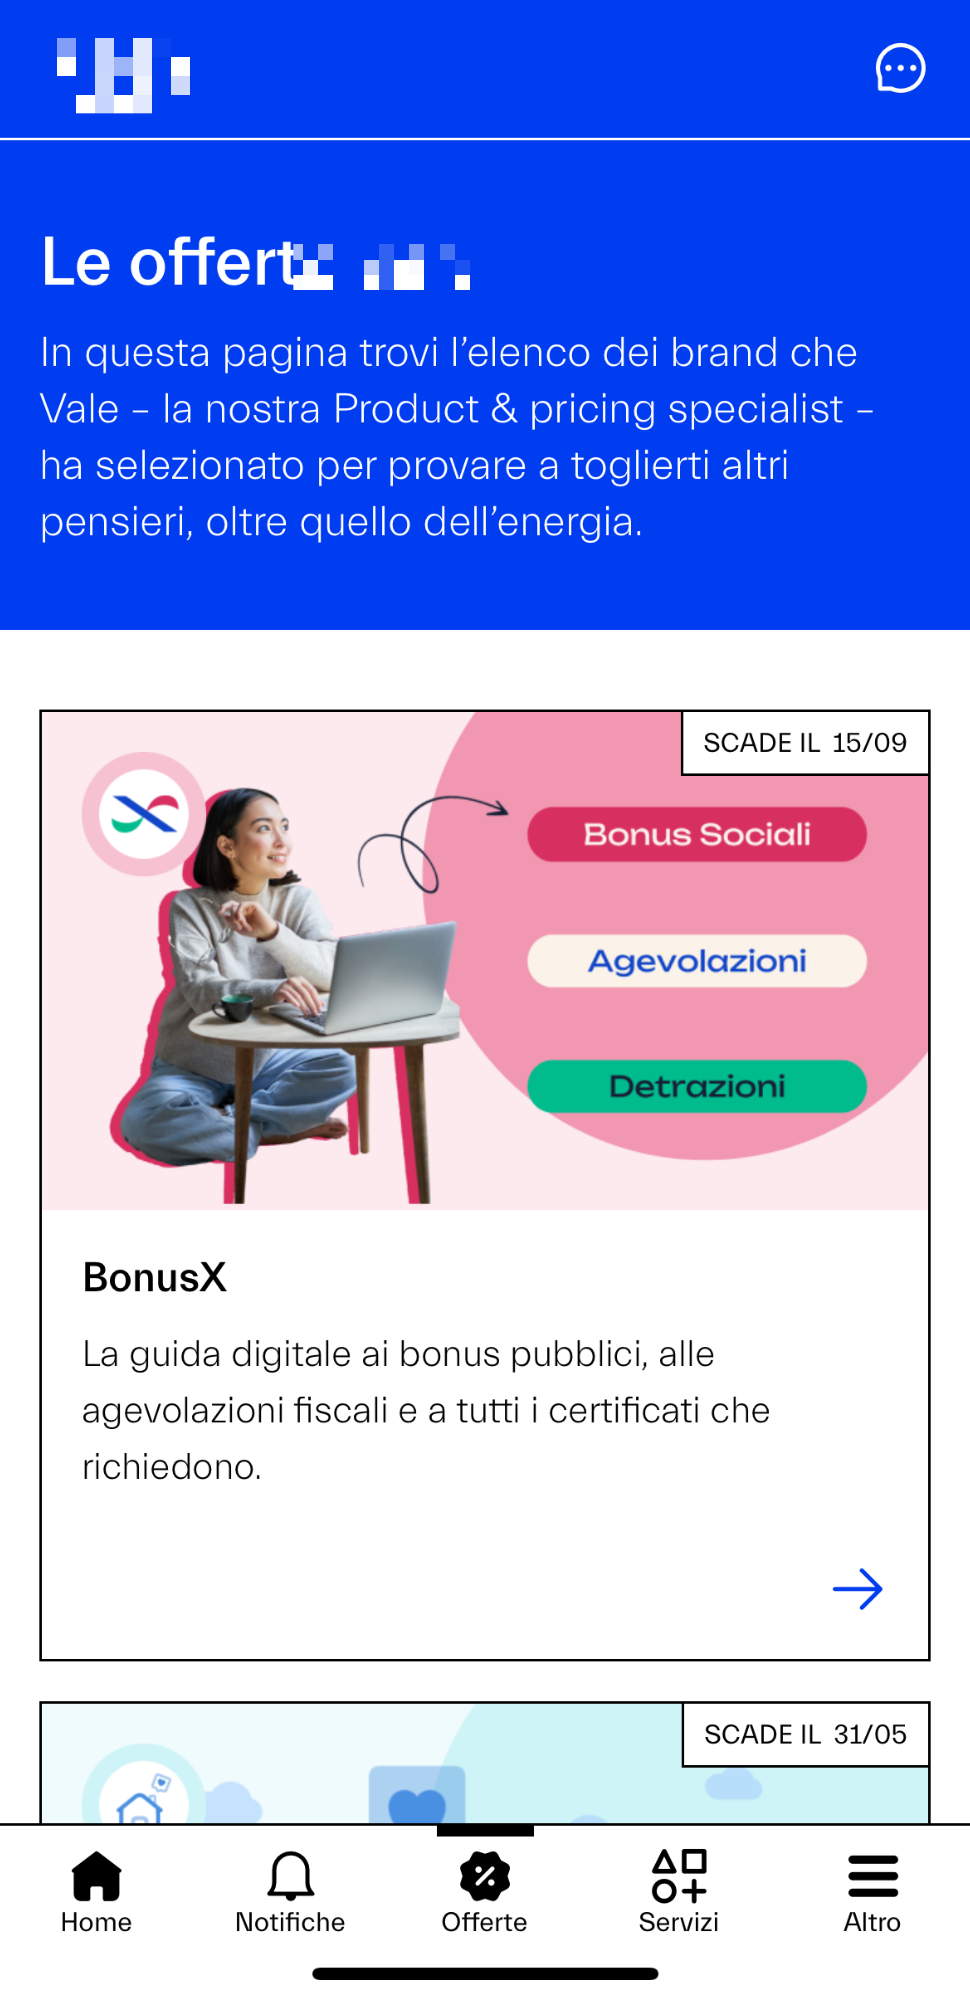 Le offert
In questa pagina trovi l’elenco dei brand che
Vale – la nostra Product & pricing specialist –
ha selezionato per provare a toglierti altri
pensieri, oltre quello dell’energia.
SCADE IL 15/09
Bonus Sociali
Agevolazioni
Detrazioni
BonusX
La guida digitale ai bonus pubblici, alle
agevolazioni fiscali e a tutti i certificati che
richiedono.
SCADE IL 31/05
Home
Notifiche
Offerte
Servizi
Altro